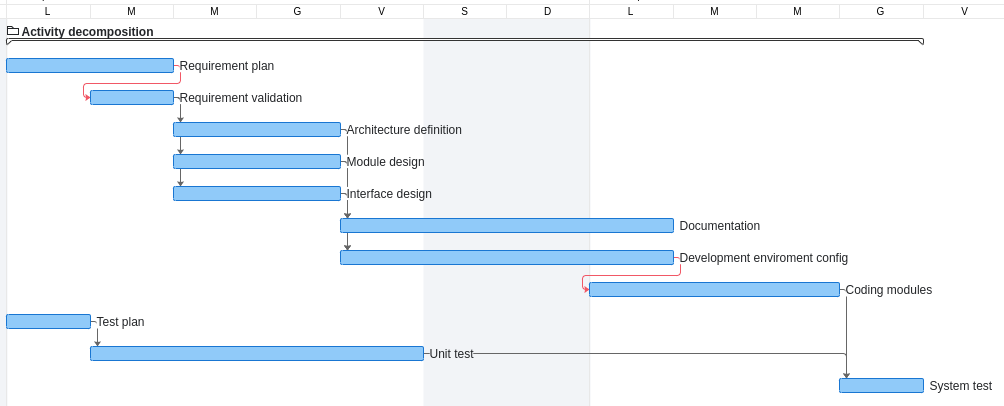 L M M G V S D L M M G V
Activity decomposition
Requirement plan
Requirement validation
Architecture definition
Module design
Interface design
Documentation
Development enviroment config
Coding modules
Test plan
Unit test
System test